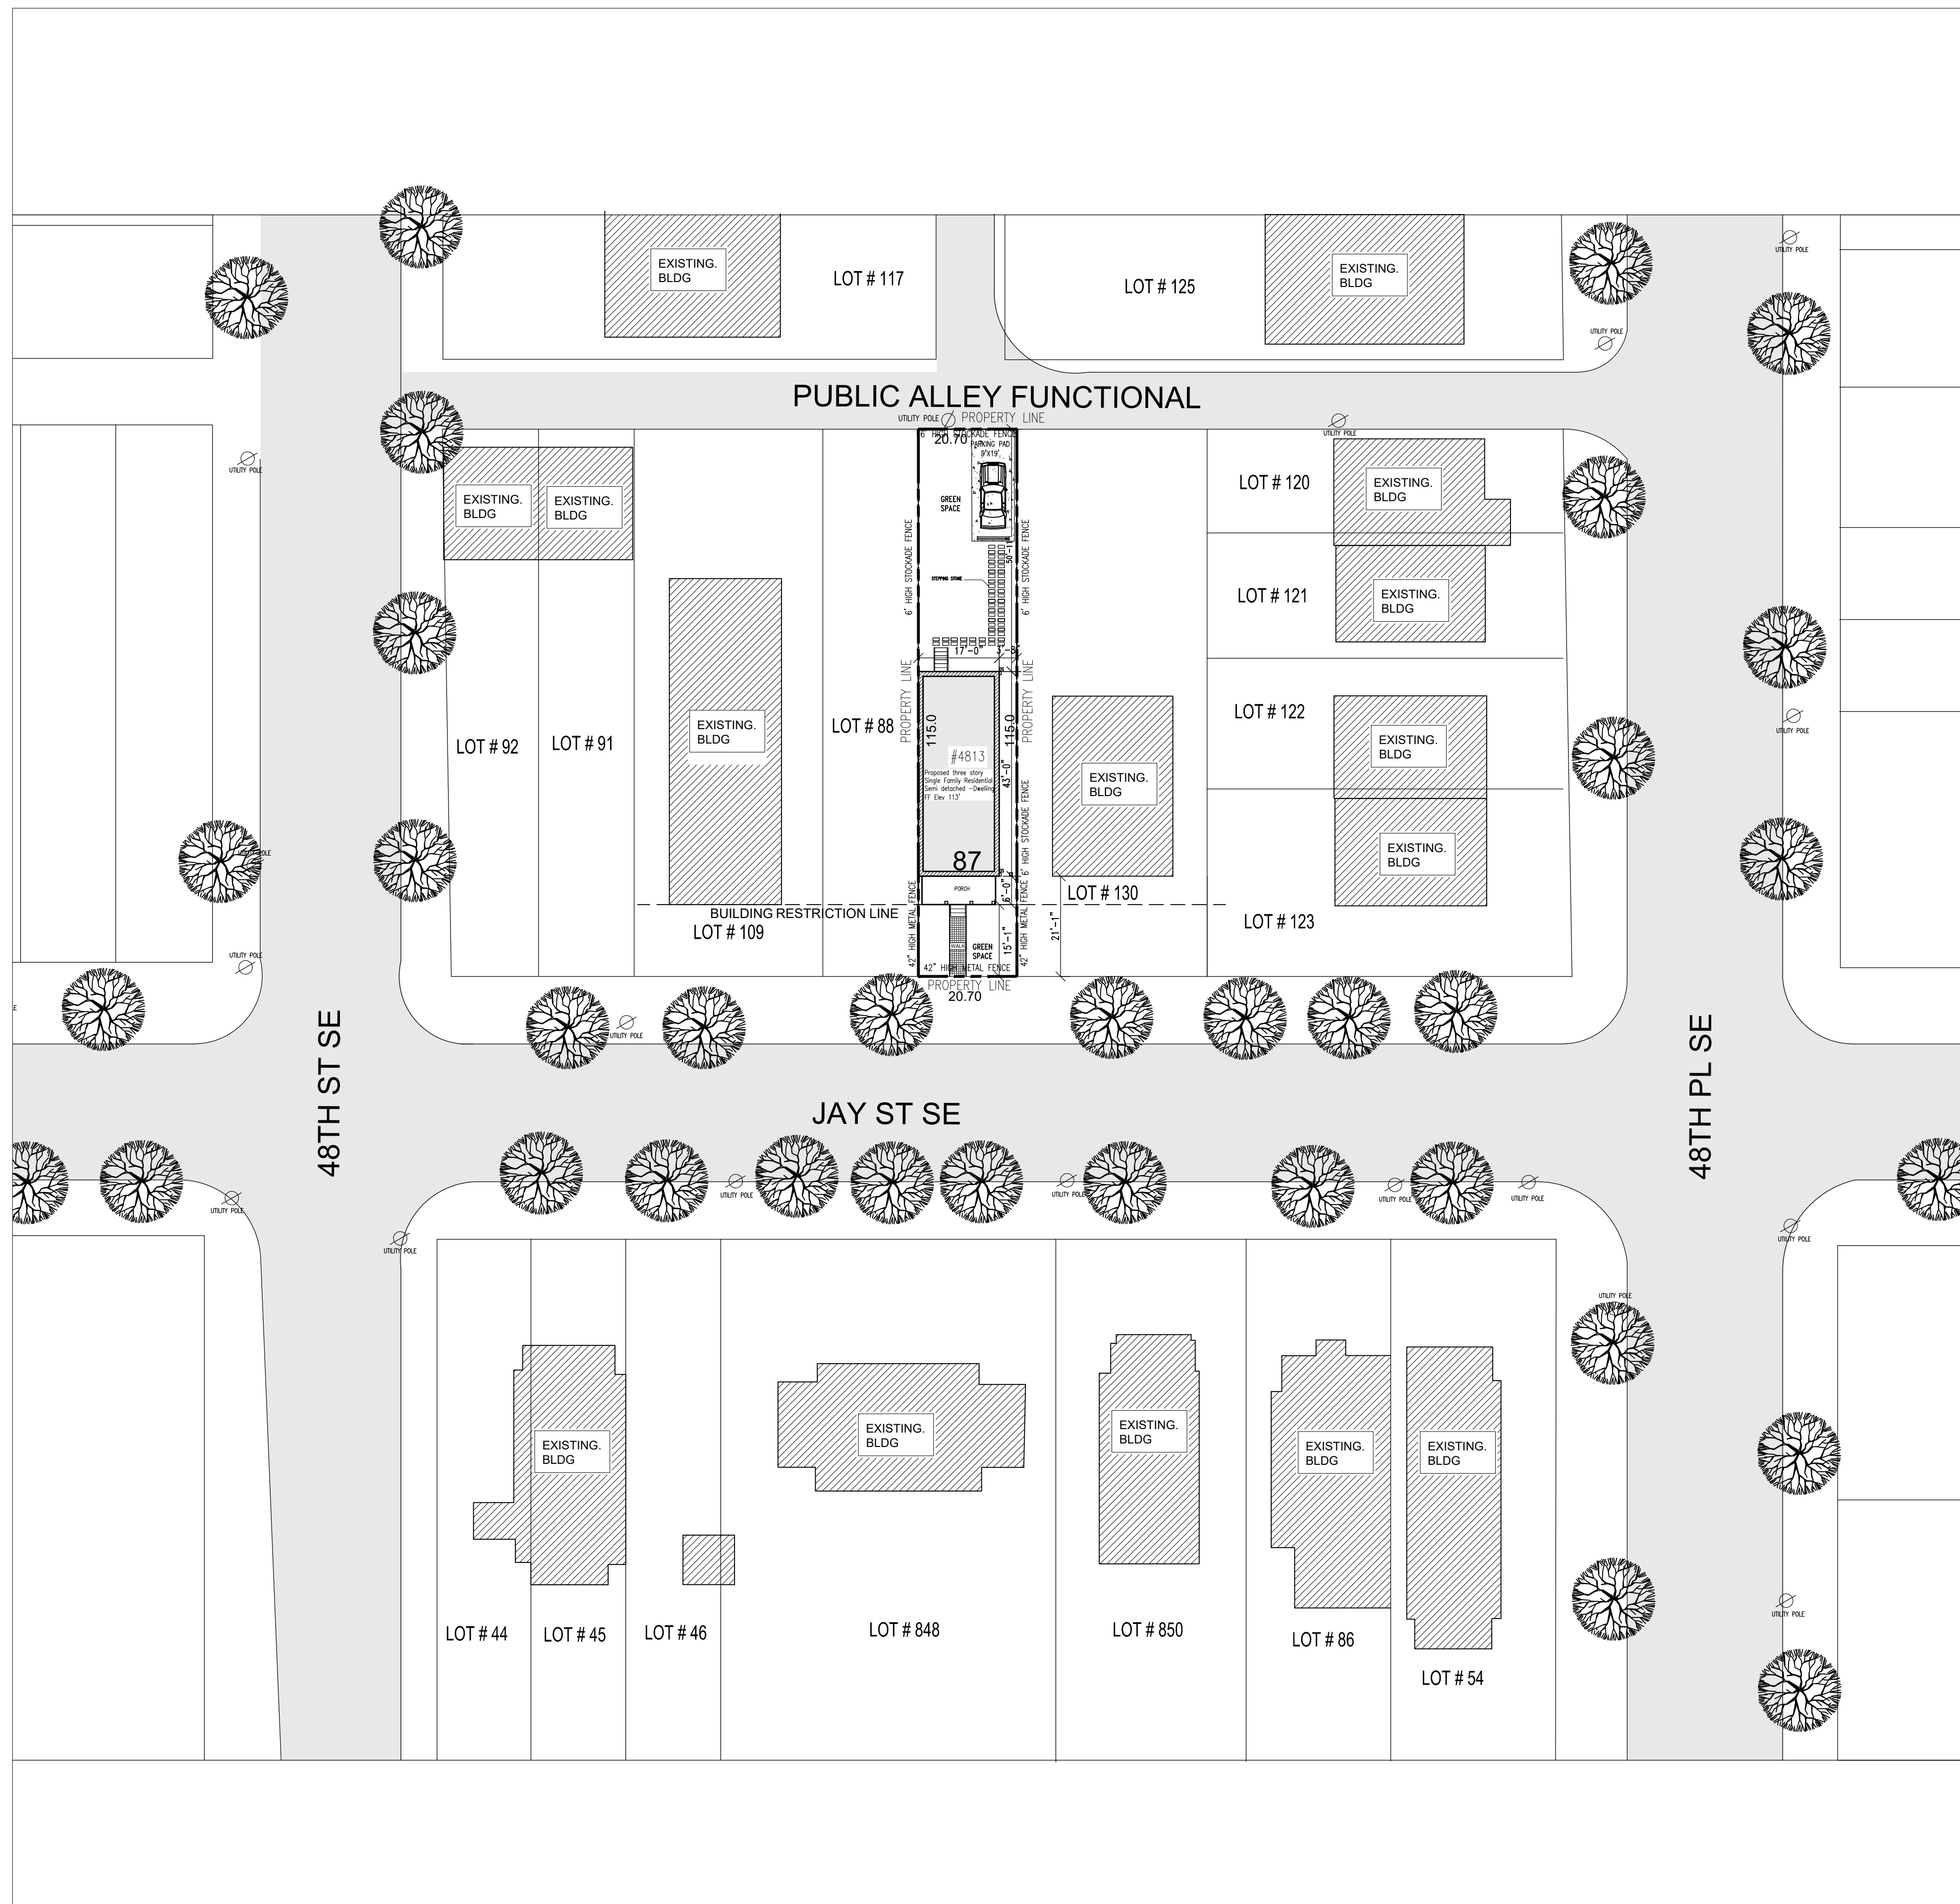 EXISTING.
BLDG
LOT # 117
LOT # 125
EXISTING.
BLDG
UTILITY POLE
UTILITY POLE
PUBLIC ALLEY FUNCTIONAL
UTILITY POLE
PROPERTY LINE
UTILITY POLE
6' HIGH STOCKADE FENCE
20.70
PARKING PAD
9'X19'
UTILITY POLE
EXISTING.
BLDG
EXISTING.
BLDG
GREEN
SPACE
LOT # 120
EXISTING.
BLDG
6' HIGH STOCKADE FENCE
6' HIGH STOCKADE FENCE
50'-1"
STEPPING STONE
LOT # 121
EXISTING.
BLDG
17'-0"
3'-8"
PROPERTY LINE
PROPERTY LINE
115.0
115.0
LOT # 92
LOT # 91
EXISTING.
BLDG
LOT # 88
LOT # 122
EXISTING.
BLDG
UTILITY POLE
#4813
Proposed three story
Single Family Residential
Semi detached -Dwelling
FF Elev 113'
43'-0"
6' HIGH STOCKADE FENCE
EXISTING.
BLDG
EXISTING.
BLDG
UTILITY POLE
87
PORCH
6'-0"
LOT # 130
BUILDING RESTRICTION LINE
LOT # 109
LOT # 123
42" HIGH METAL FENCE
42" HIGH METAL FENCE
WALK
GREEN
SPACE
15'-1"
21'-1"
UTILITY POLE
42" HIGH METAL FENCE
PROPERTY LINE
20.70
UTILITY POLE
48TH ST SE
JAY ST SE
48TH PL SE
UTILITY POLE
UTILITY POLE
UTILITY POLE
UTILITY POLE
UTILITY POLE
UTILITY POLE
UTILITY POLE
UTILITY POLE
EXISTING.
BLDG
EXISTING.
BLDG
EXISTING.
BLDG
EXISTING.
BLDG
EXISTING.
BLDG
UTILITY POLE
LOT # 44
LOT # 45
LOT # 46
LOT # 848
LOT # 850
LOT # 86
LOT # 54